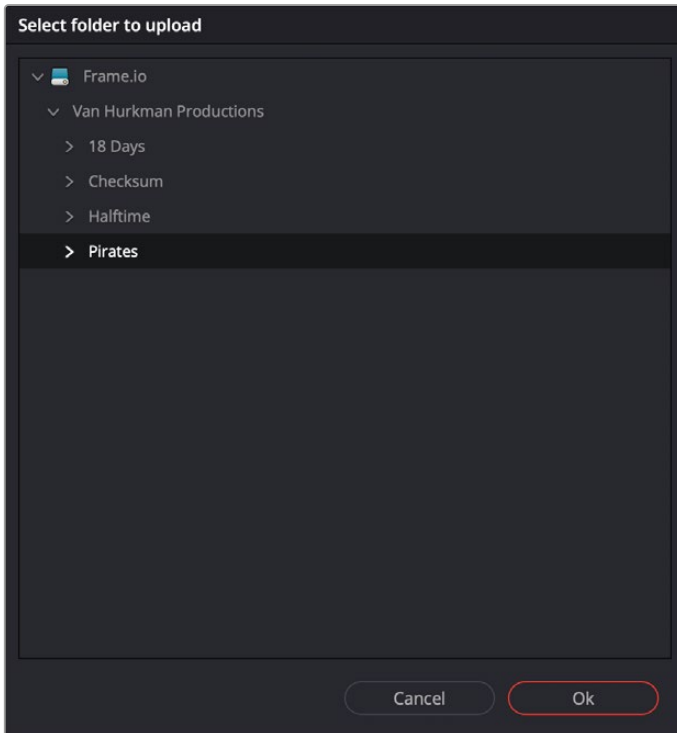 Select folder to upload
Frame.io
Van Hurkman Productions
18 Days
Checksum
Halftime
Pirates
Cancel Ok